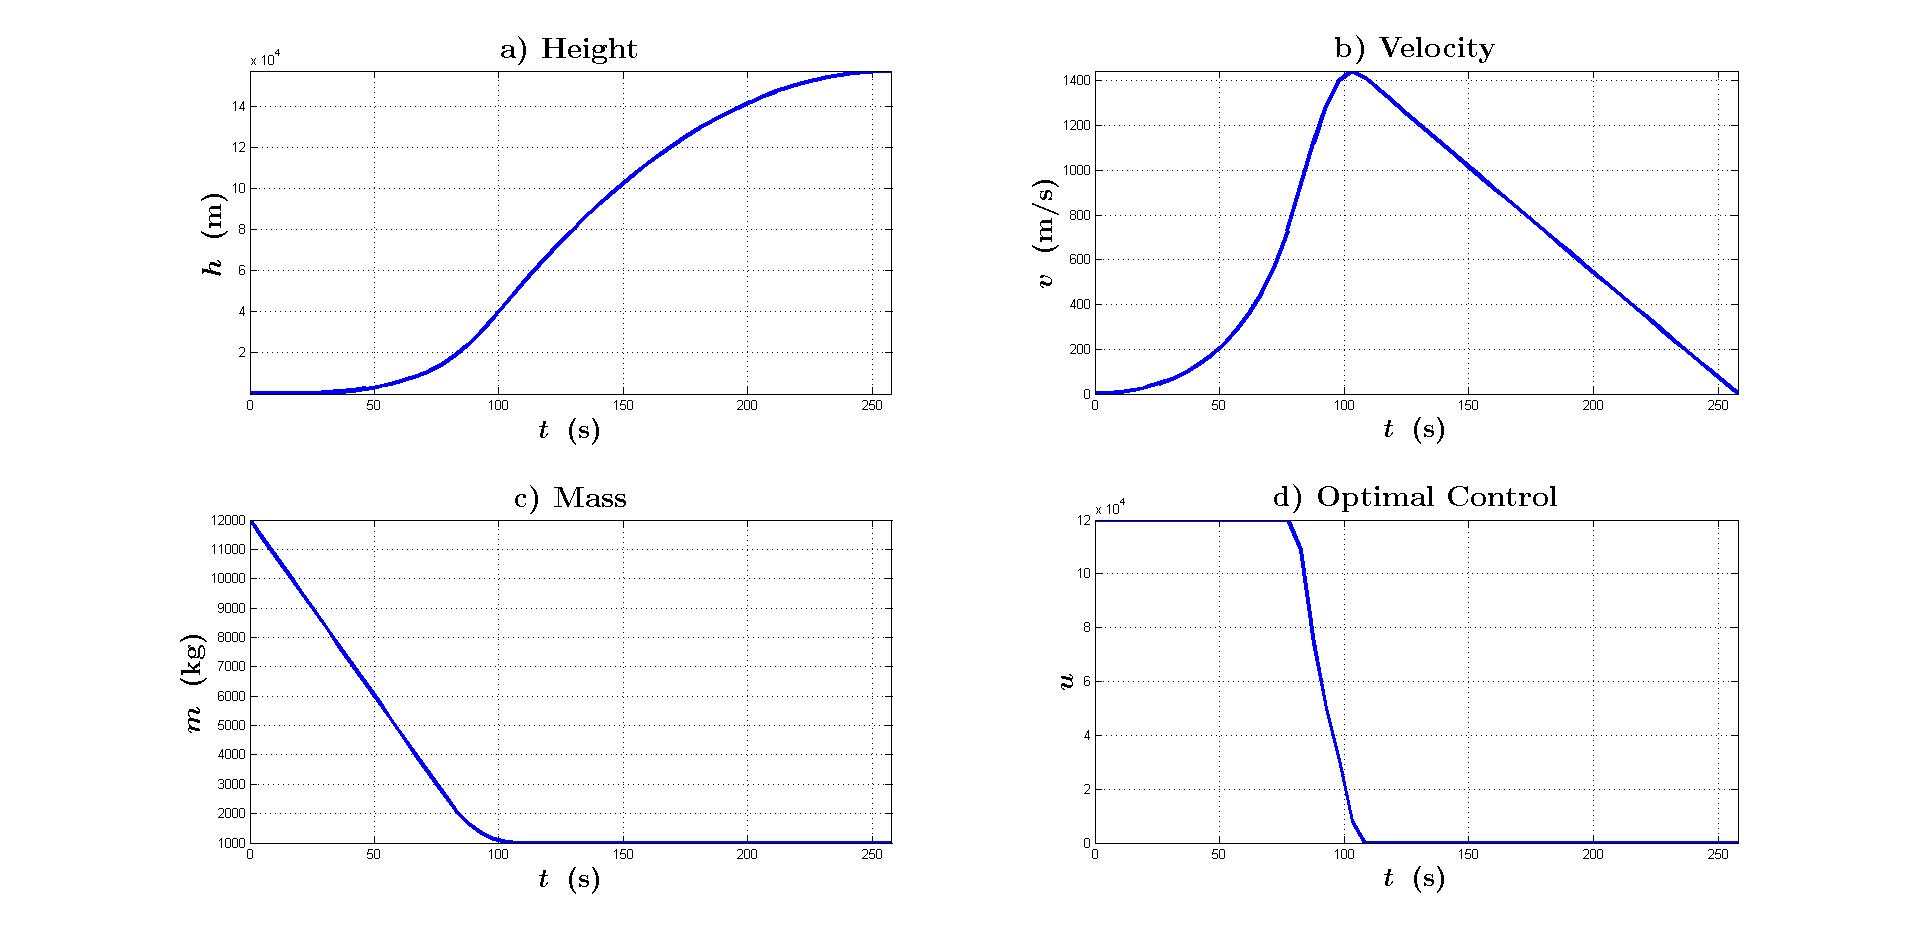 a) Height
x 10^4
14
12
10
8
6
4
2
0 50 100 150 200 250
h (m)
t (s)
b) Velocity
1400
1200
1000
800
600
400
200
0
0 50 100 150 200 250
v (m/s)
t (s)
c) Mass
12000
11000
10000
9000
8000
7000
6000
5000
4000
3000
2000
1000
0 50 100 150 200 250
m (kg)
t (s)
d) Optimal Control
x 10^4
12
10
8
6
4
2
0
0 50 100 150 200 250
u
t (s)